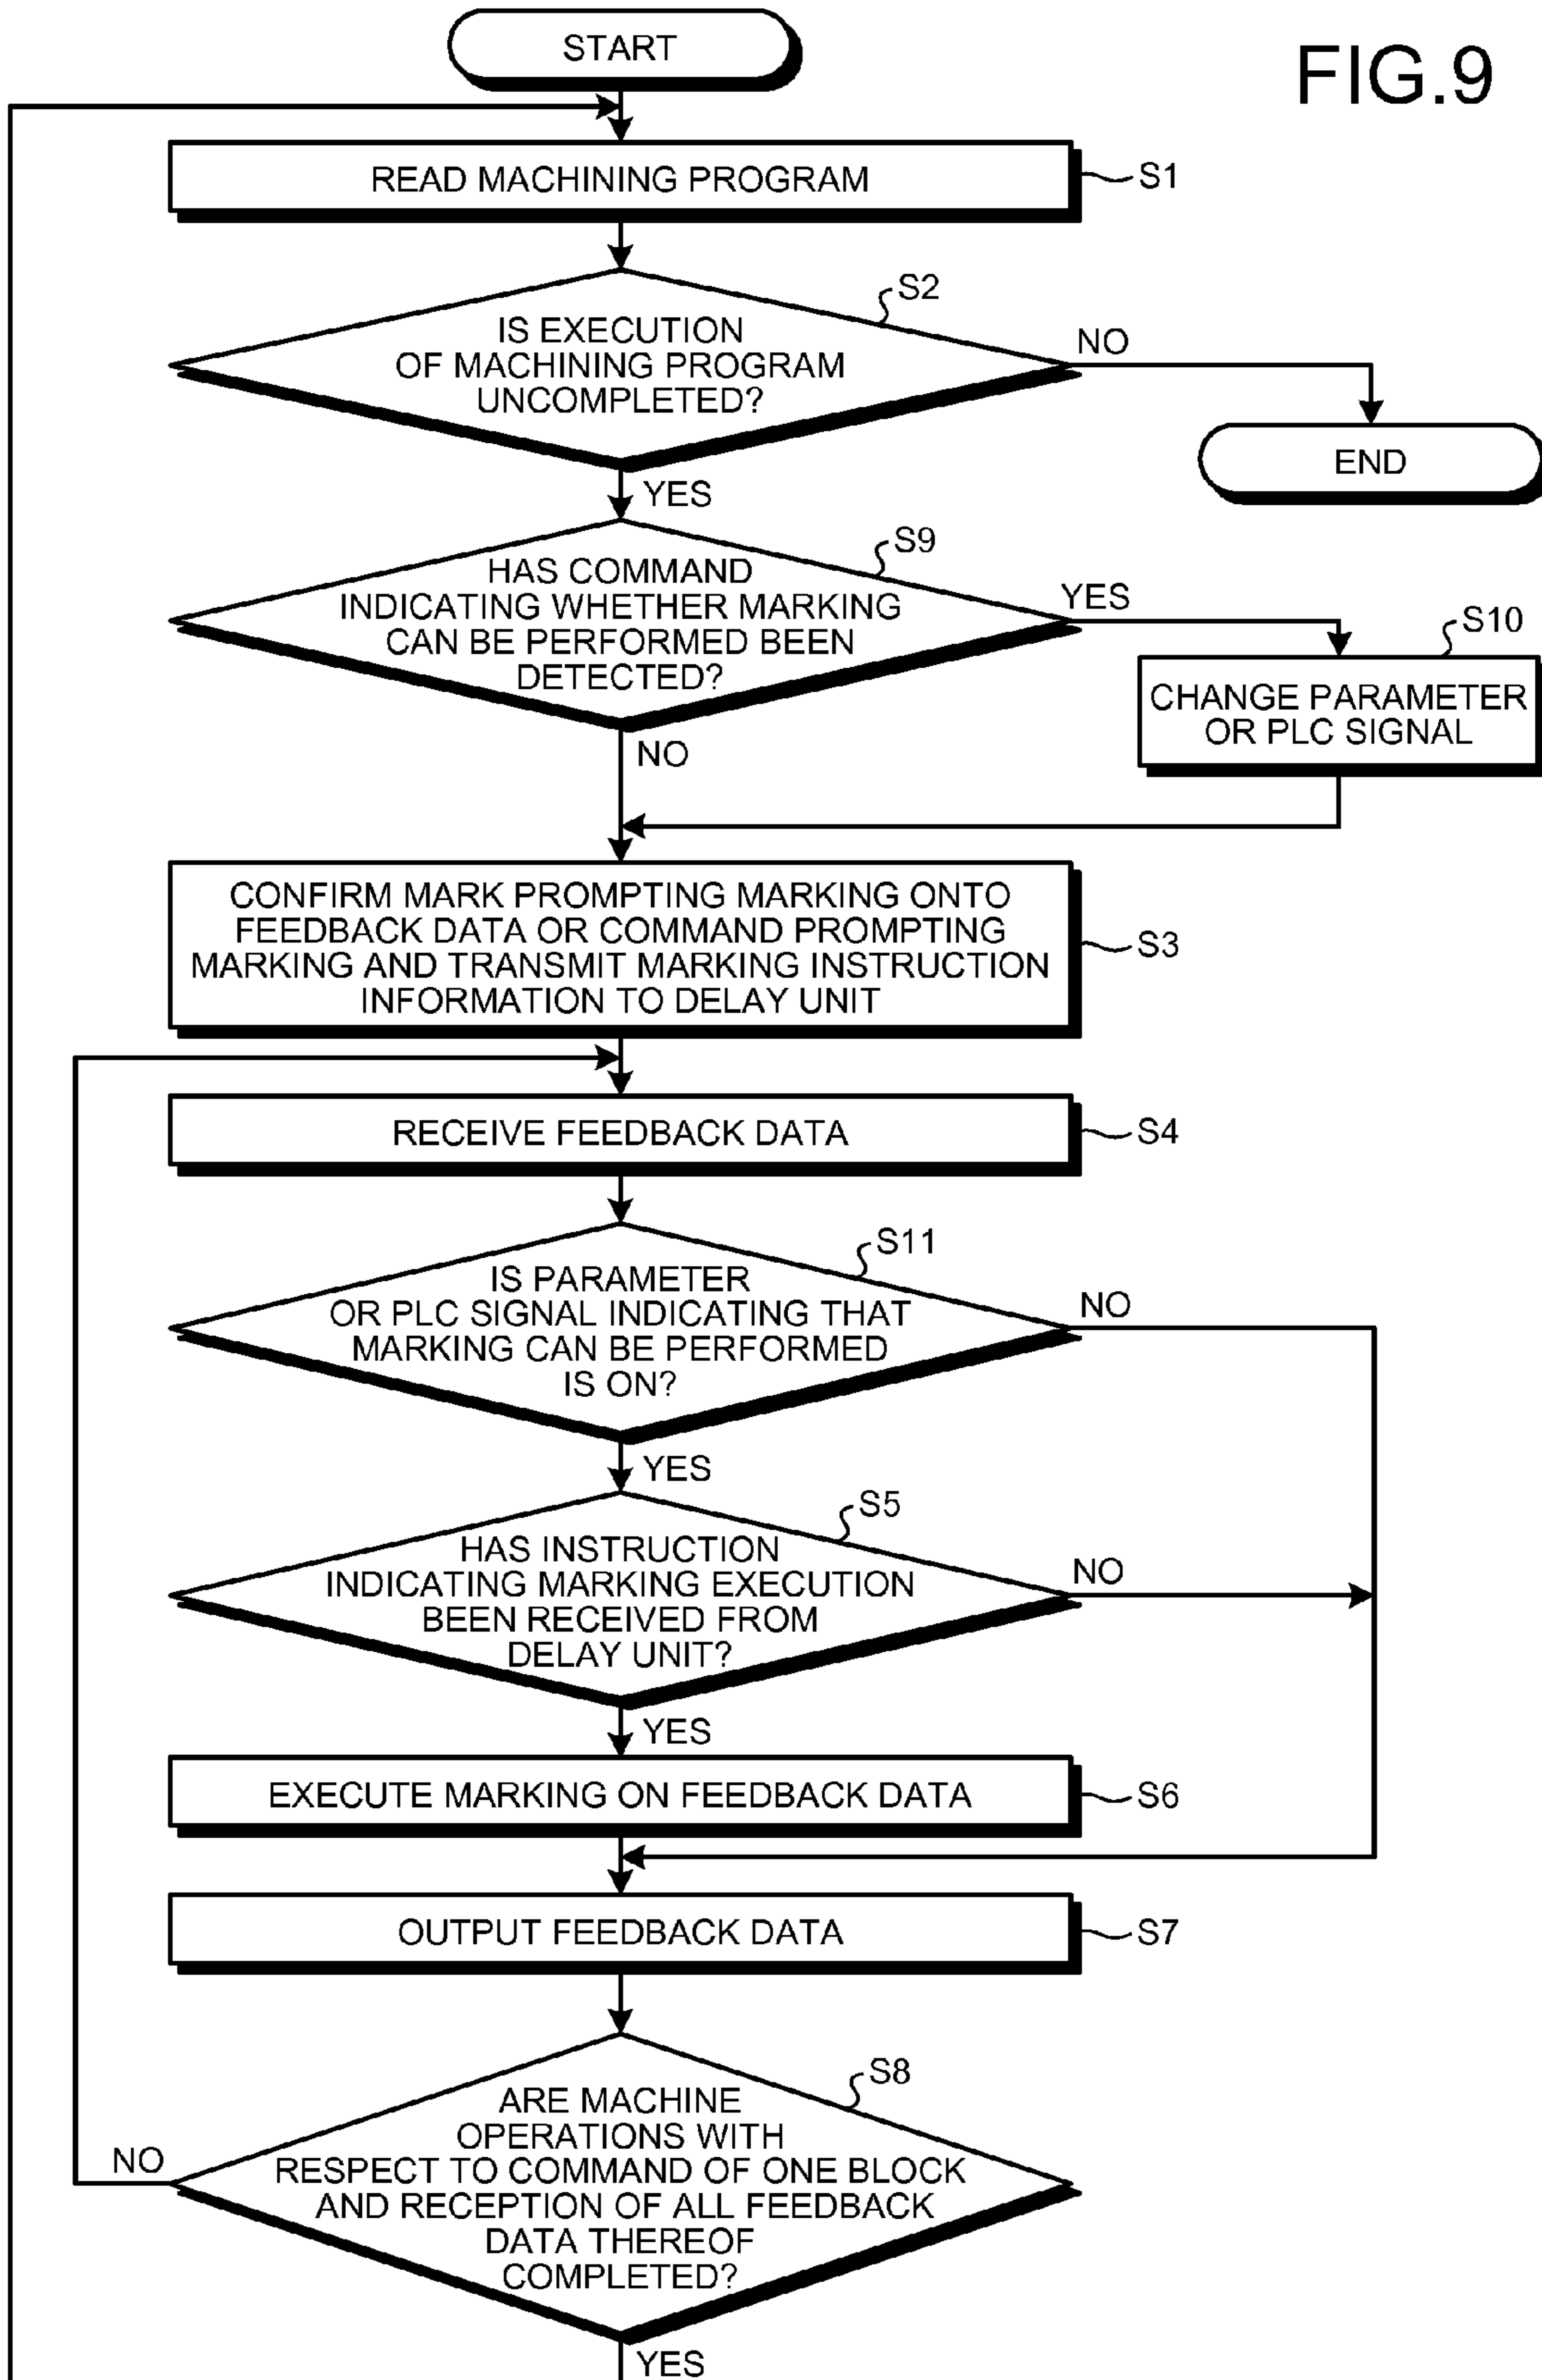 START
FIG.9
READ MACHINING PROGRAM
S1
S2
IS EXECUTION
OF MACHINING PROGRAM
UNCOMPLETED?
NO
END
YES
S9
HAS COMMAND
INDICATING WHETHER MARKING
CAN BE PERFORMED BEEN
DETECTED?
YES
S10
CHANGE PARAMETER
OR PLC SIGNAL
NO
CONFIRM MARK PROMPTING MARKING ONTO
FEEDBACK DATA OR COMMAND PROMPTING
MARKING AND TRANSMIT MARKING INSTRUCTION
INFORMATION TO DELAY UNIT
S3
RECEIVE FEEDBACK DATA
S4
S11
IS PARAMETER
OR PLC SIGNAL INDICATING THAT
MARKING CAN BE PERFORMED
IS ON?
NO
YES
S5
HAS INSTRUCTION
INDICATING MARKING EXECUTION
BEEN RECEIVED FROM
DELAY UNIT?
NO
YES
EXECUTE MARKING ON FEEDBACK DATA
S6
OUTPUT FEEDBACK DATA
S7
S8
ARE MACHINE
OPERATIONS WITH
RESPECT TO COMMAND OF ONE BLOCK
AND RECEPTION OF ALL FEEDBACK
DATA THEREOF
COMPLETED?
NO
YES